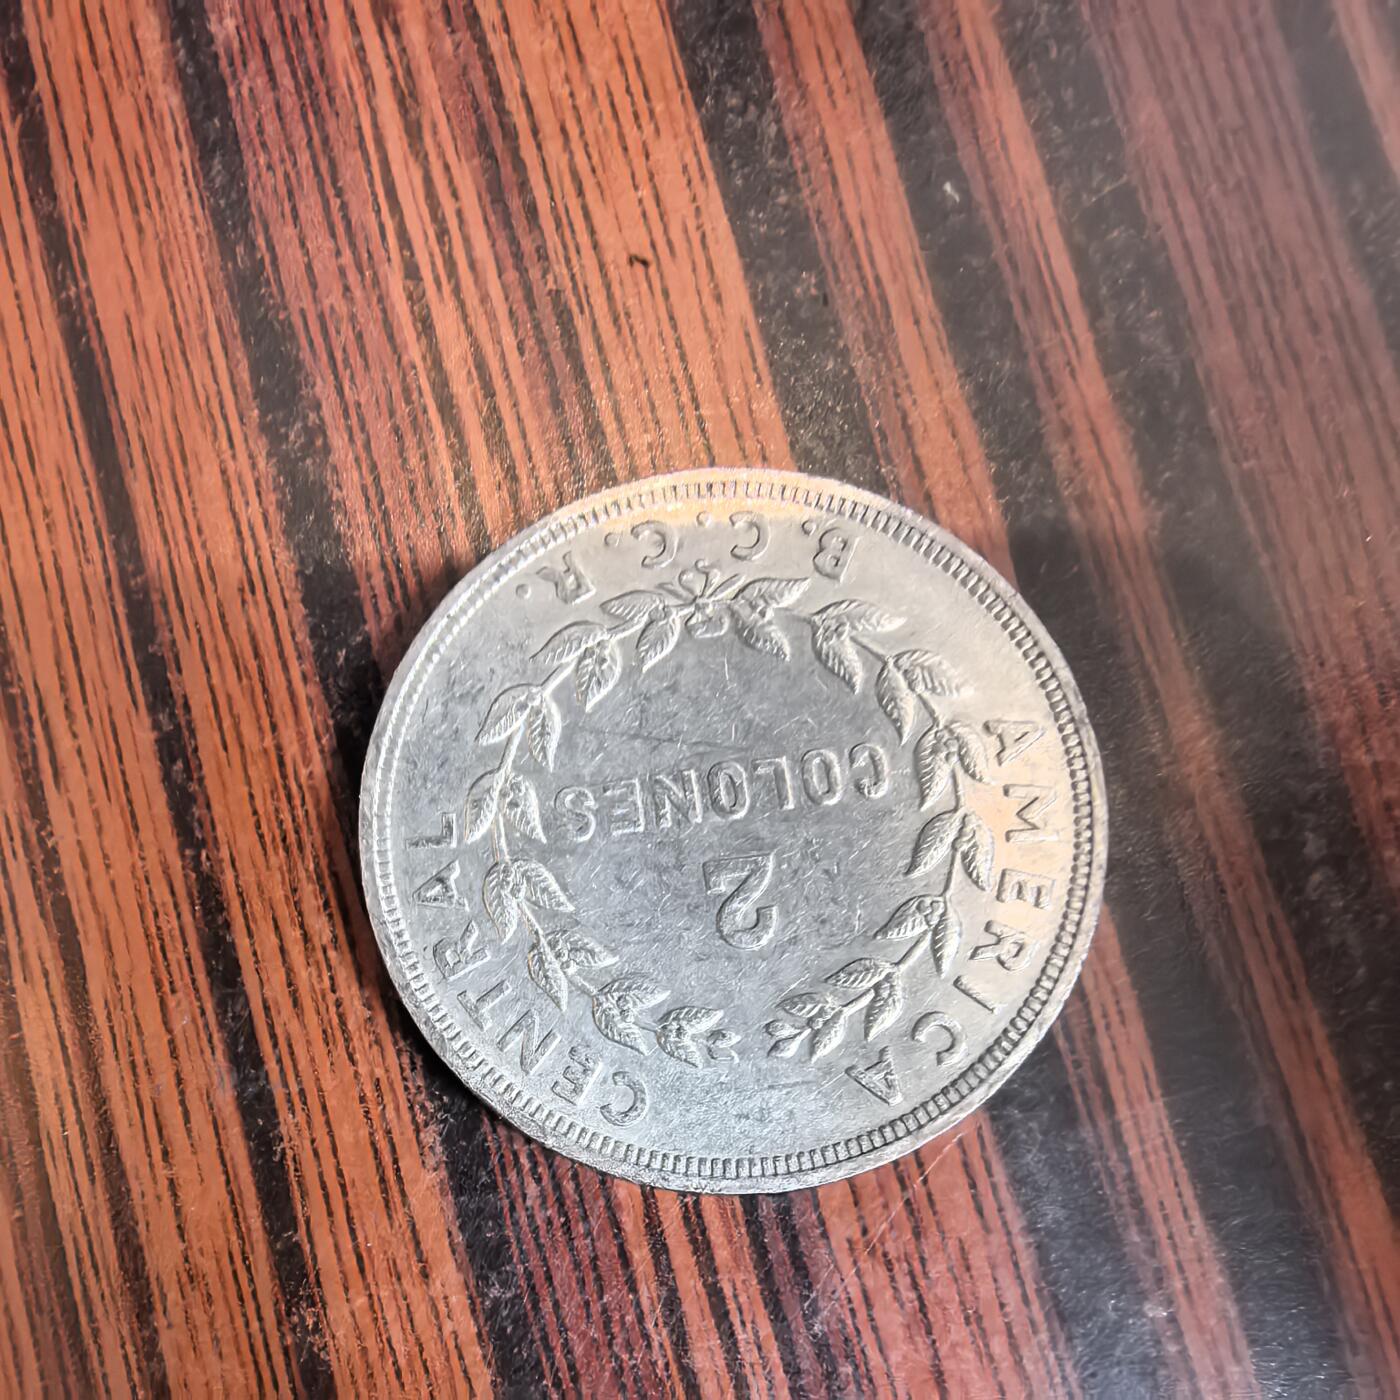 AMERICA CENTRAL
2
COLONES
B.C.C.R.